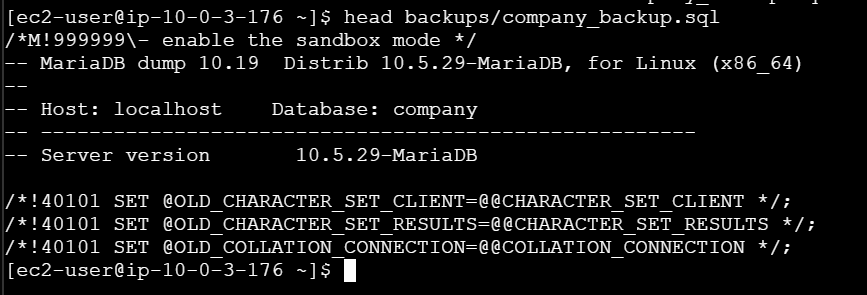 [ec2-user@ip-10-0-3-176 ~]$ head backups/company_backup.sql
/*M!999999\- enable the sandbox mode */
-- MariaDB dump 10.19  Distrib 10.5.29-MariaDB, for Linux (x86_64)
--
-- Host: localhost    Database: company
-- ------------------------------------------------------
-- Server version       10.5.29-MariaDB

/*!40101 SET @OLD_CHARACTER_SET_CLIENT=@@CHARACTER_SET_CLIENT */;
/*!40101 SET @OLD_CHARACTER_SET_RESULTS=@@CHARACTER_SET_RESULTS */;
/*!40101 SET @OLD_COLLATION_CONNECTION=@@COLLATION_CONNECTION */;
[ec2-user@ip-10-0-3-176 ~]$